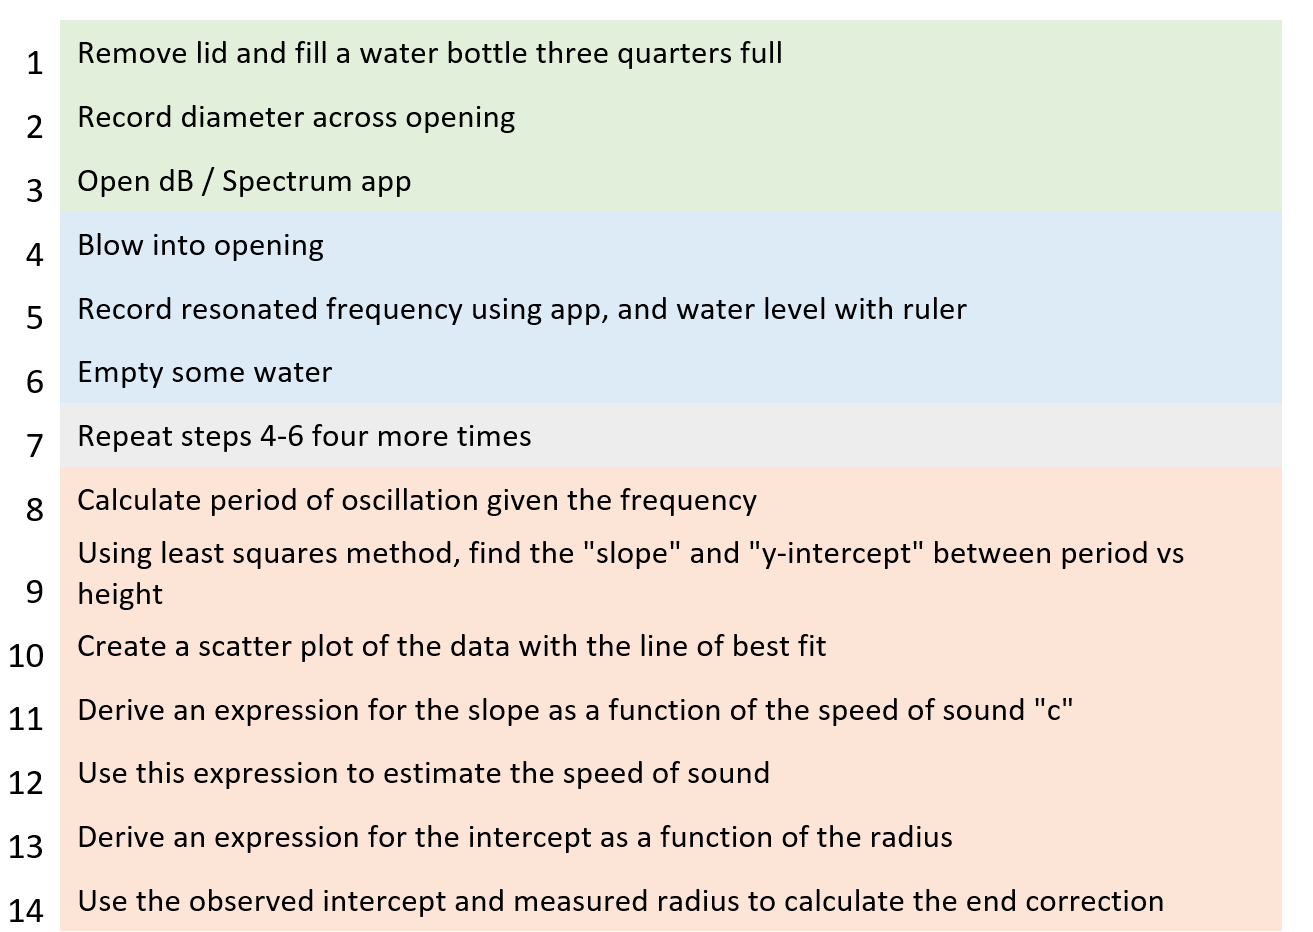 1 Remove lid and fill a water bottle three quarters full
2 Record diameter across opening
3 Open dB / Spectrum app
4 Blow into opening
5 Record resonated frequency using app, and water level with ruler
6 Empty some water
7 Repeat steps 4-6 four more times
8 Calculate period of oscillation given the frequency
Using least squares method, find the "slope" and "y-intercept" between period vs
9 height
10 Create a scatter plot of the data with the line of best fit
11 Derive an expression for the slope as a function of the speed of sound "c"
12 Use this expression to estimate the speed of sound
13 Derive an expression for the intercept as a function of the radius
14 Use the observed intercept and measured radius to calculate the end correction